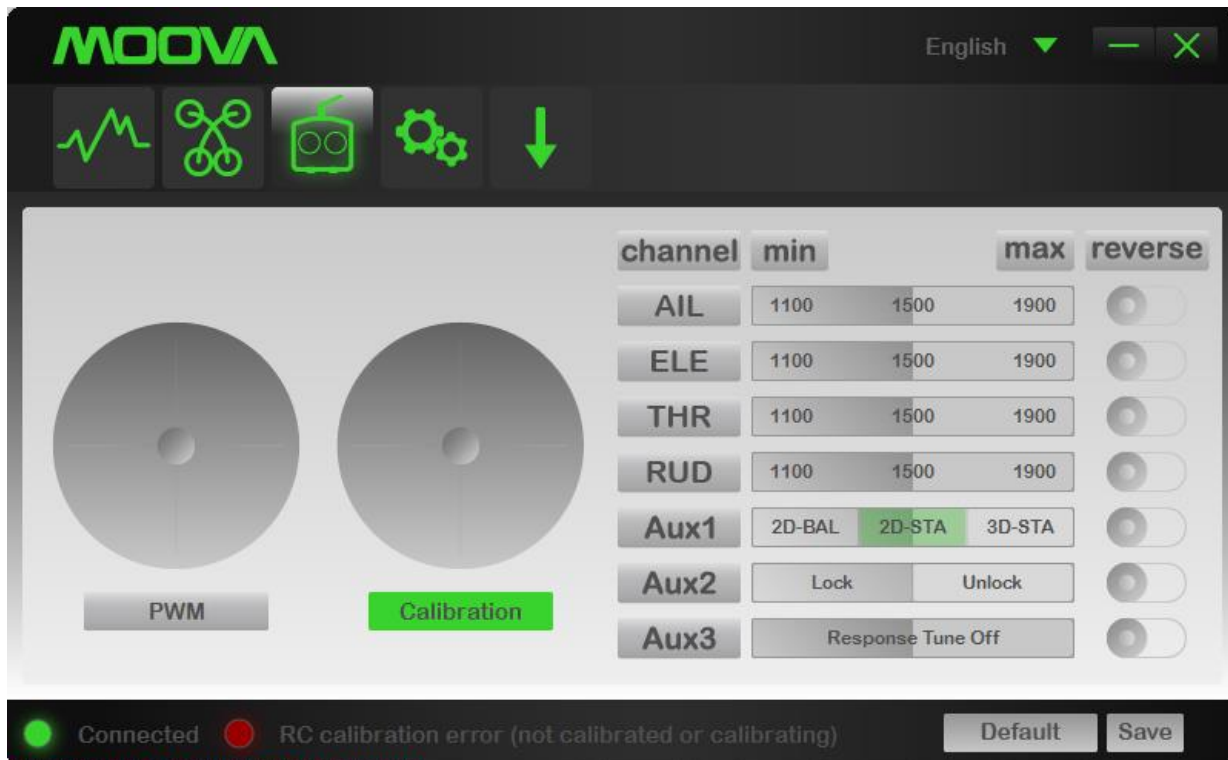 MOOVA
English
channel min max reverse
AIL 1100 1500 1900
ELE 1100 1500 1900
THR 1100 1500 1900
RUD 1100 1500 1900
Aux1 2D-BAL 2D-STA 3D-STA
Aux2 Lock Unlock
Aux3 Response Tune Off
PWM Calibration
Connected RC calibration error (not calibrated or calibrating) Default Save